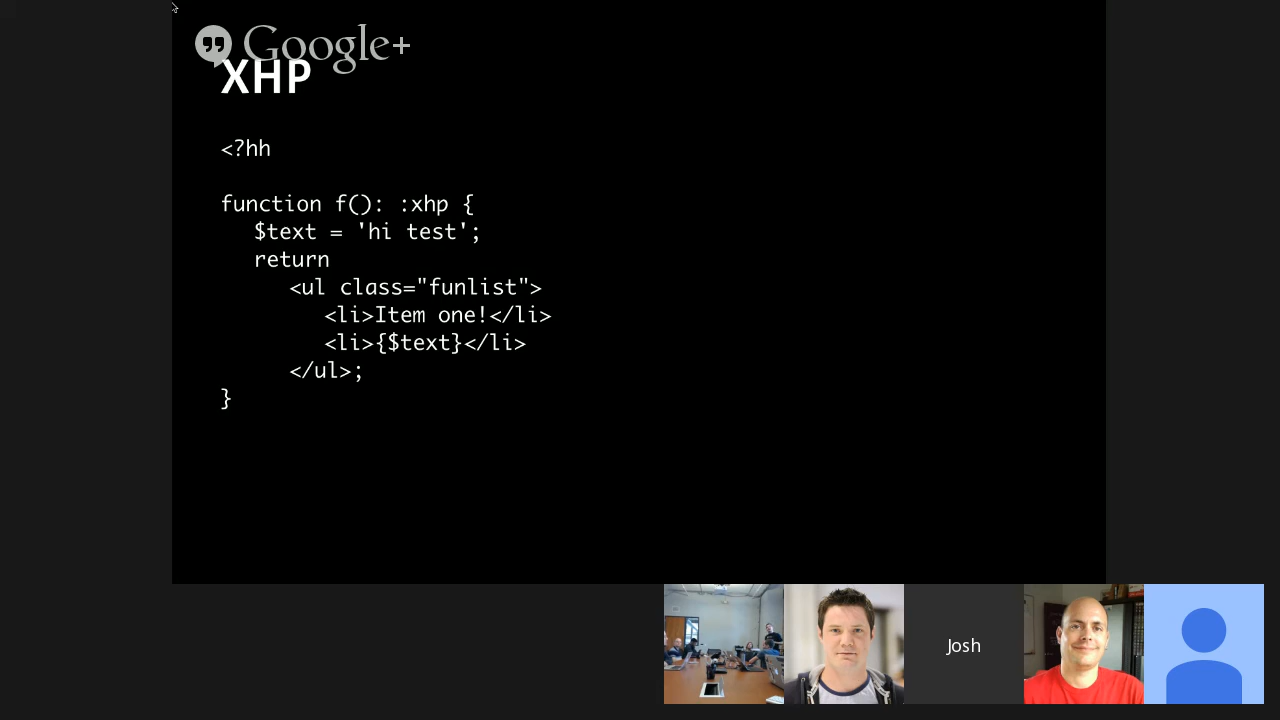 Google+
XHP
<?hh
function f(): :xhp {
$text = 'hi test';
return
<ul class="funlist">
<li>Item one!</li>
<li>{$text}</li>
</ul>;
}
Josh